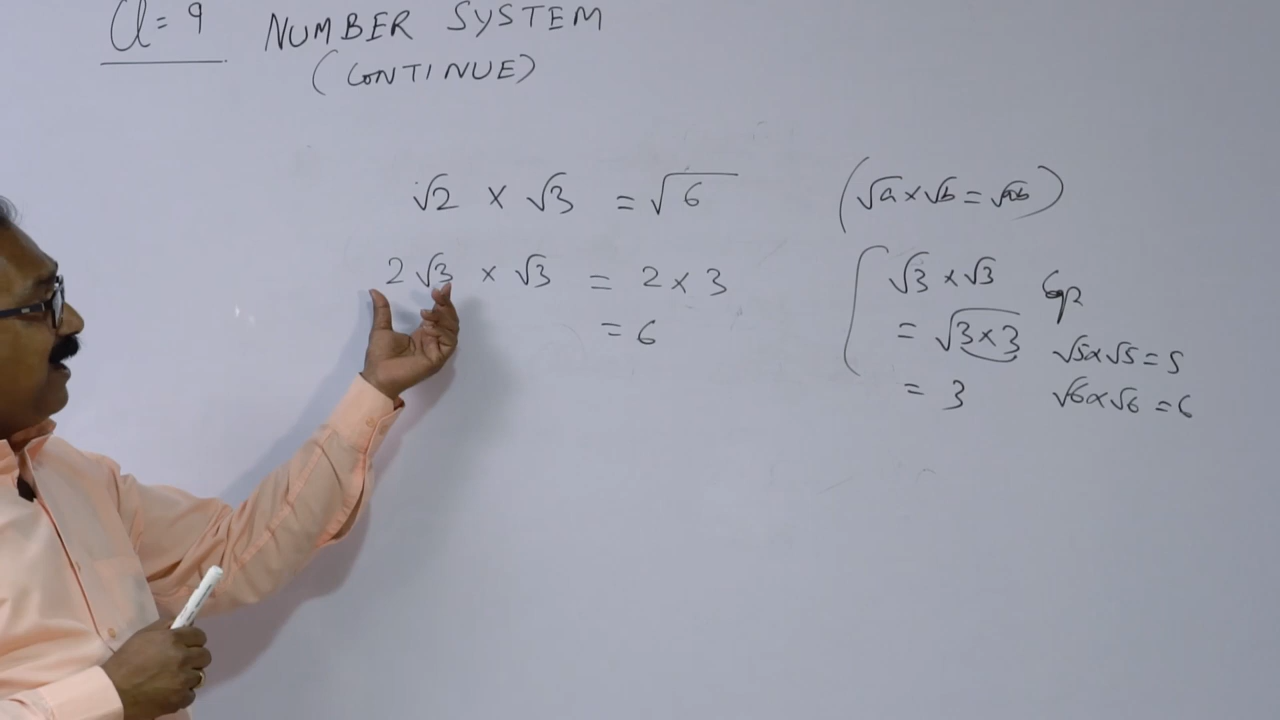 Cl = 9 NUMBER SYSTEM
(CONTINUE)
√2 × √3 = √6 (√a × √b = √ab)
2√3 × √3 = 2 × 3
= 6
√3 × √3
= √3×3
= 3
√5 × √5 = 5
√6 × √6 = 6